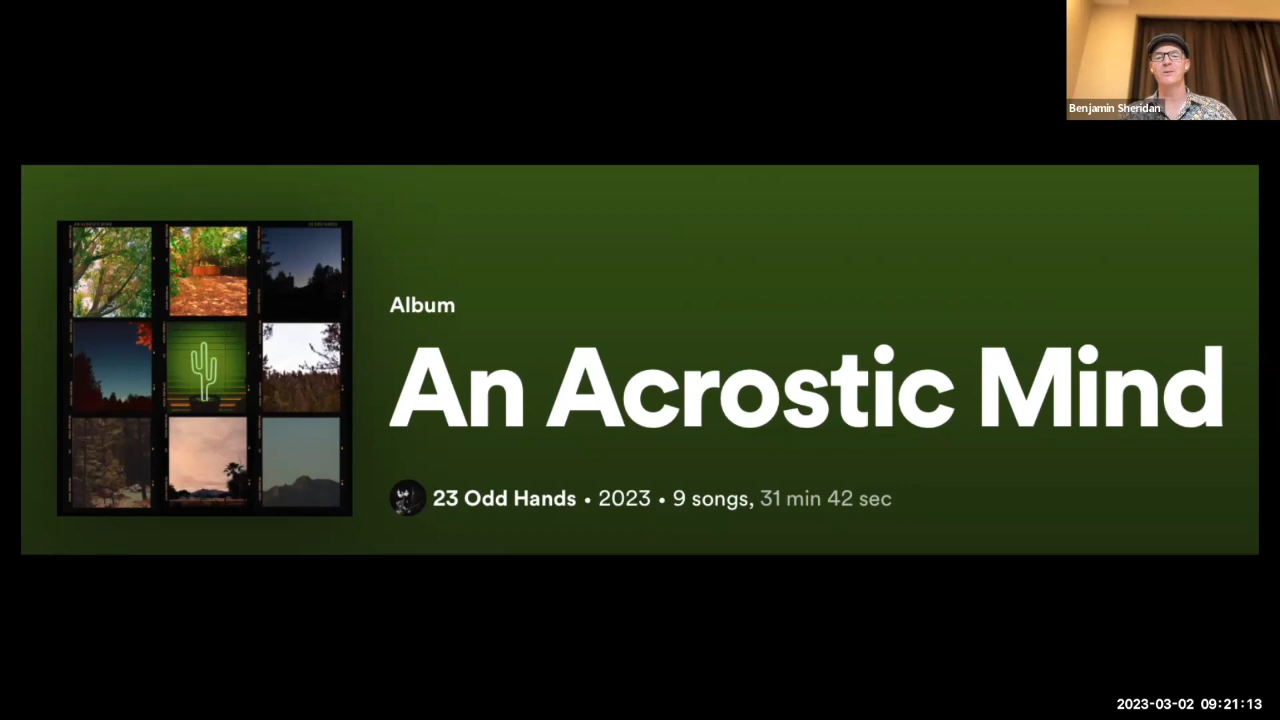 Benjamin Sheridan
Album
An Acrostic Mind
23 Odd Hands • 2023 • 9 songs, 31 min 42 sec
2023-03-02 09:21:13